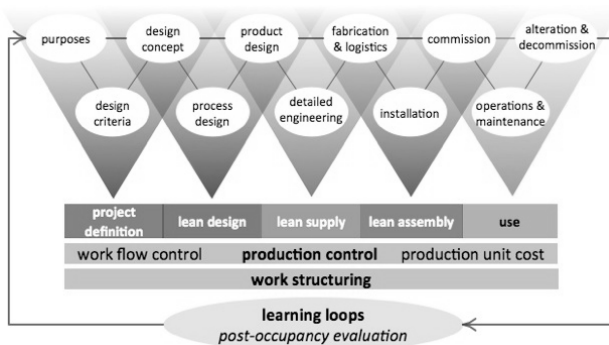 purposes
design
concept
product
design
fabrication
& logistics
commission
alteration &
decommission
design
criteria
process
design
detailed
engineering
installation
operations &
maintenance
project
definition
lean design
lean supply
lean assembly
use
work flow control
production control
production unit cost
work structuring
learning loops
post-occupancy evaluation